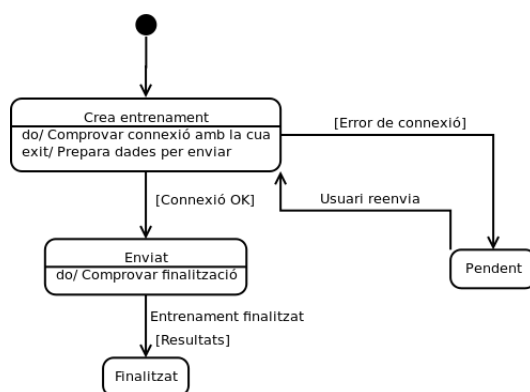 Crea entrenament
do/ Comprovar connexió amb la cua
exit/ Prepara dades per enviar
[Error de connexió]
[Connexió OK]
Usuari reenvia
Enviat
do/ Comprovar finalització
Pendent
Entrenament finalitzat
[Resultats]
Finalitzat